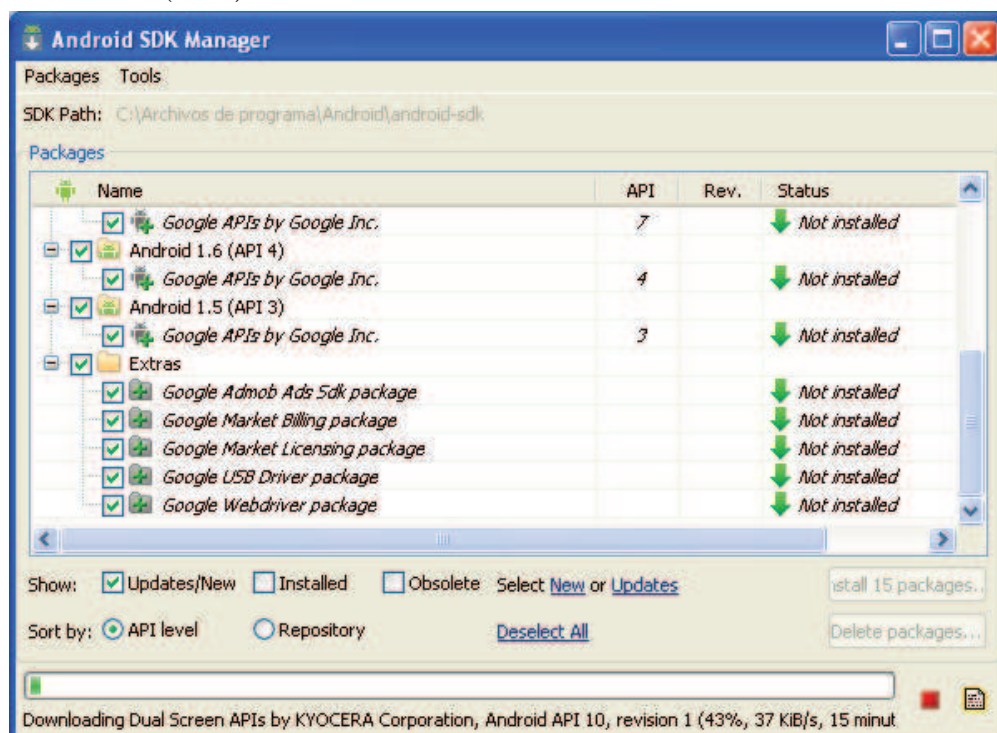 Android SDK Manager
Packages Tools
SDK Path: C:\Archivos de programa\Android\android-sdk
Packages
Name API Rev. Status
Google APIs by Google Inc. 7 Not installed
Android 1.6 (API 4)
Google APIs by Google Inc. 4 Not installed
Android 1.5 (API 3)
Google APIs by Google Inc. 3 Not installed
Extras
Google Admob Ads Sdk package Not installed
Google Market Billing package Not installed
Google Market Licensing package Not installed
Google USB Driver package Not installed
Google Webdriver package Not installed
Show: Updates/New Installed Obsolete Select New or Updates stall 15 packages..
Sort by: API level Repository Deselect All Delete packages...
Downloading Dual Screen APIs by KYOCERA Corporation, Android API 10, revision 1 (43%, 37 KiB/s, 15 minut